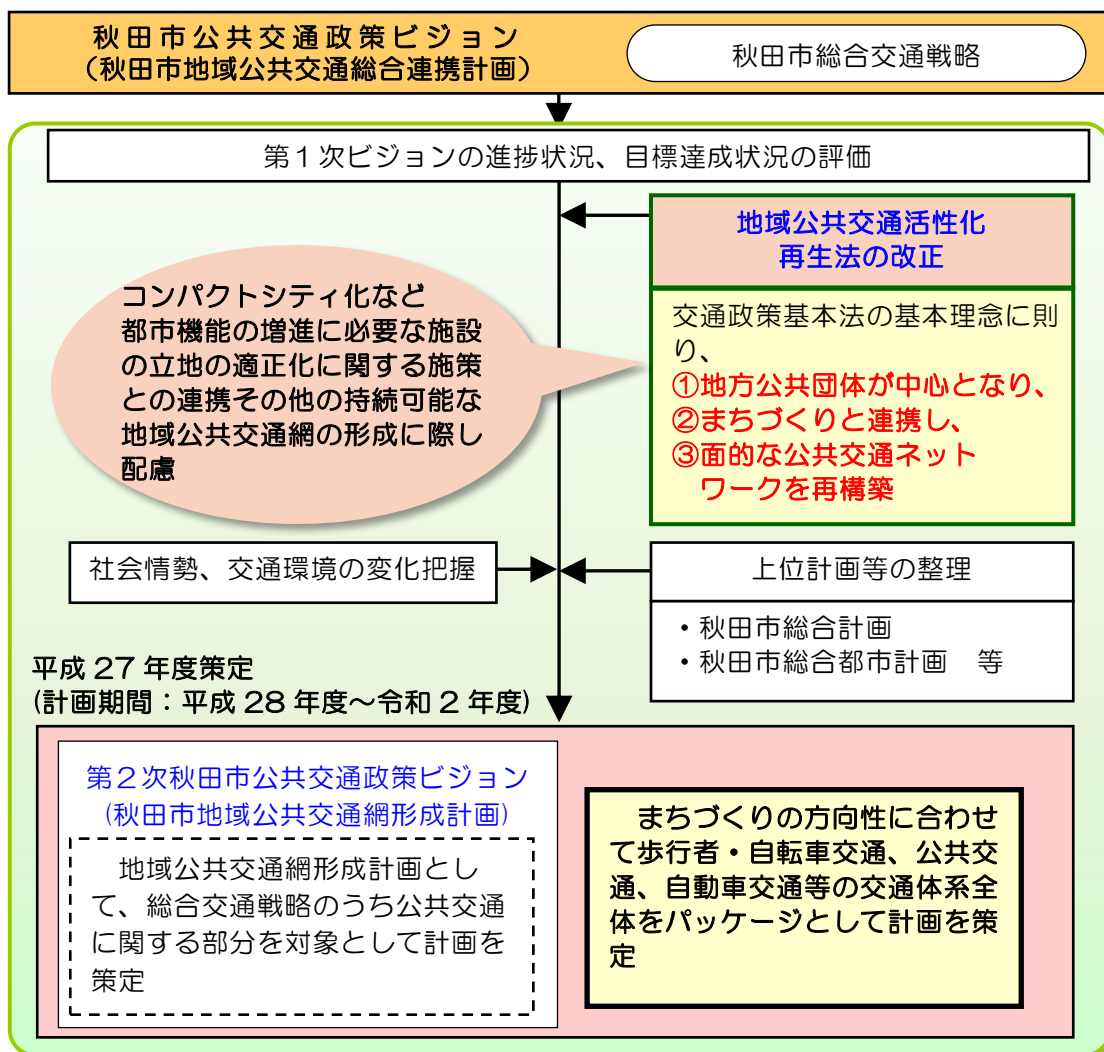 秋田市公共交通政策ビジョン
（秋田市地域公共交通総合連携計画）
秋田市総合交通戦略
第１次ビジョンの進捗状況、目標達成状況の評価
地域公共交通活性化
再生法の改正
交通政策基本法の基本理念に則
り、
①地方公共団体が中心となり、
②まちづくりと連携し、
③面的な公共交通ネット
ワークを再構築
コンパクトシティ化など
都市機能の増進に必要な施設
の立地の適正化に関する施策
との連携その他の持続可能な
地域公共交通網の形成に際し
配慮
社会情勢、交通環境の変化把握
上位計画等の整理
・秋田市総合計画
・秋田市総合都市計画　等
平成 27 年度策定
(計画期間：平成 28 年度～令和 2 年度)
第２次秋田市公共交通政策ビジョン
(秋田市地域公共交通網形成計画)
地域公共交通網形成計画とし
て、総合交通戦略のうち公共交通
に関する部分を対象として計画を
策定
まちづくりの方向性に合わせ
て歩行者・自転車交通、公共交
通、自動車交通等の交通体系全
体をパッケージとして計画を策
定